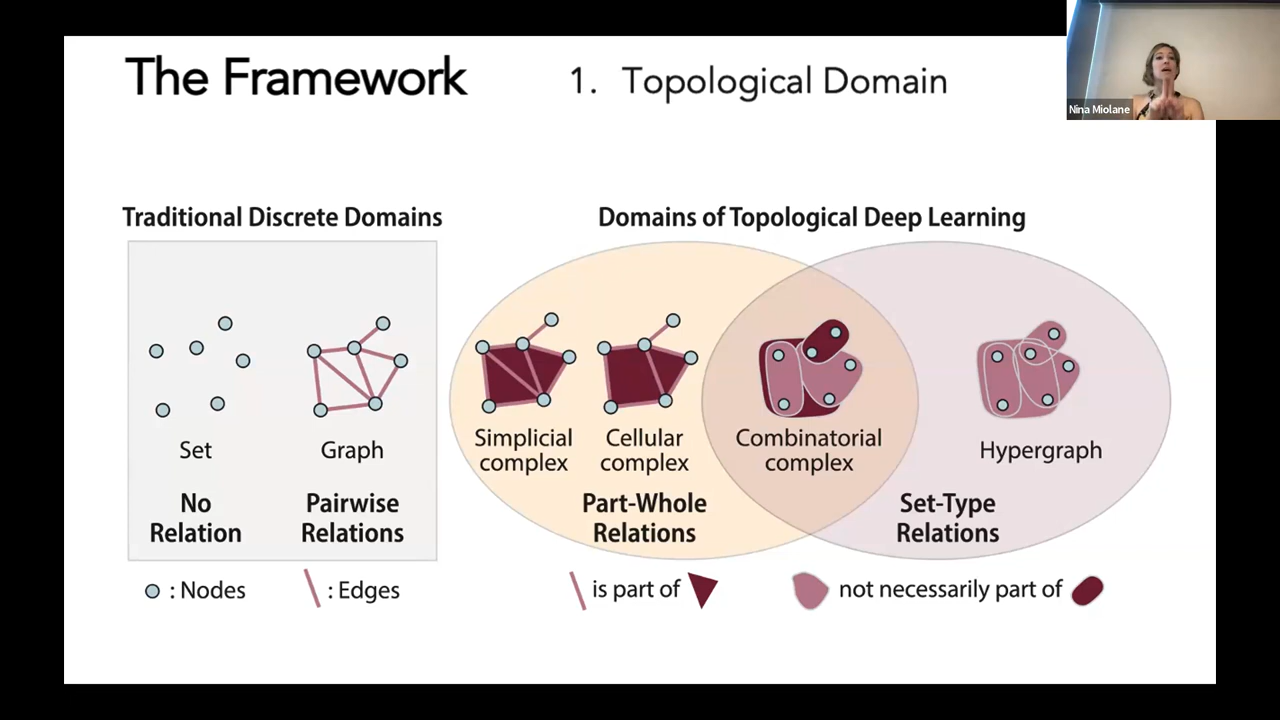 The Framework
1. Topological Domain
Nina Miolane
Traditional Discrete Domains
Domains of Topological Deep Learning
Set
Graph
Simplicial
complex
Cellular
complex
Combinatorial
complex
Hypergraph
No
Relation
Pairwise
Relations
Part-Whole
Relations
Set-Type
Relations
: Nodes
: Edges
is part of
not necessarily part of